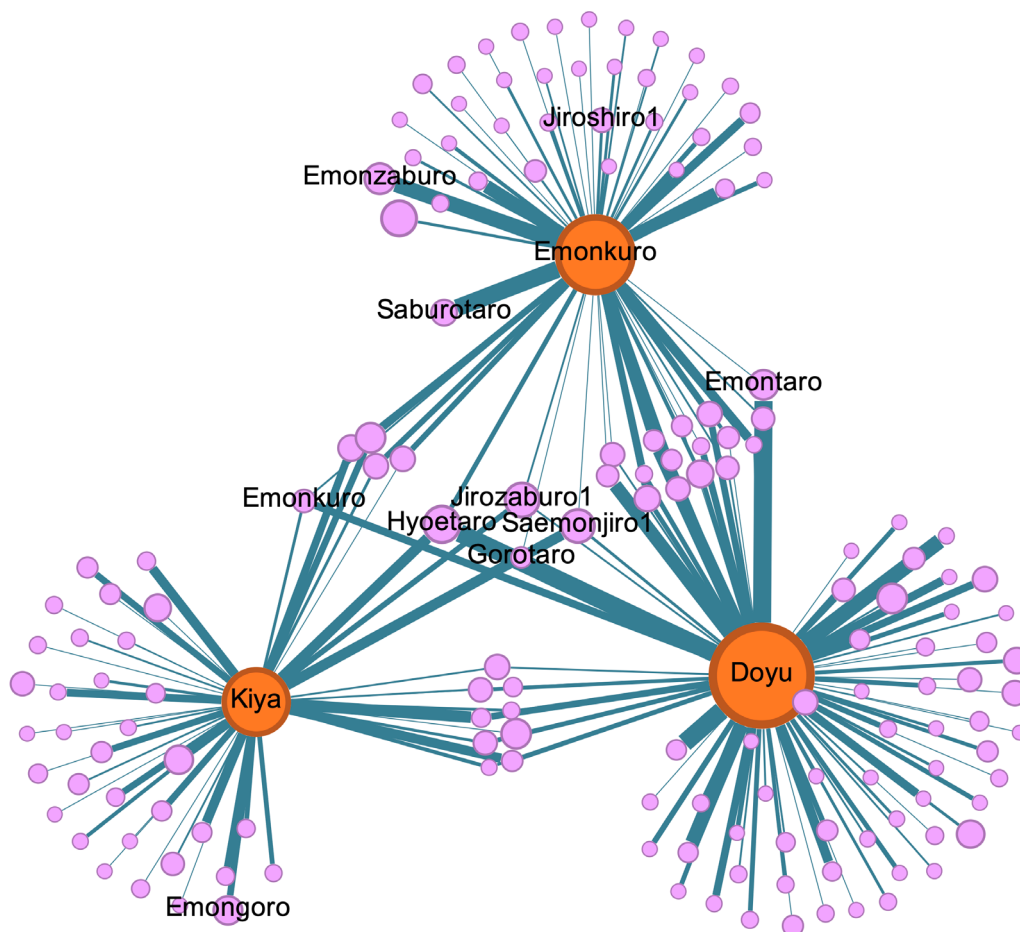 Jiroshiro1
Emonzaburo
Emonkuro
Saburotaro
Emontaro
Emonkuro
Jirozaburo1
Hyoetaro
Saemonjiro1
Gorotaro
Kiya
Doyu
Emongoro